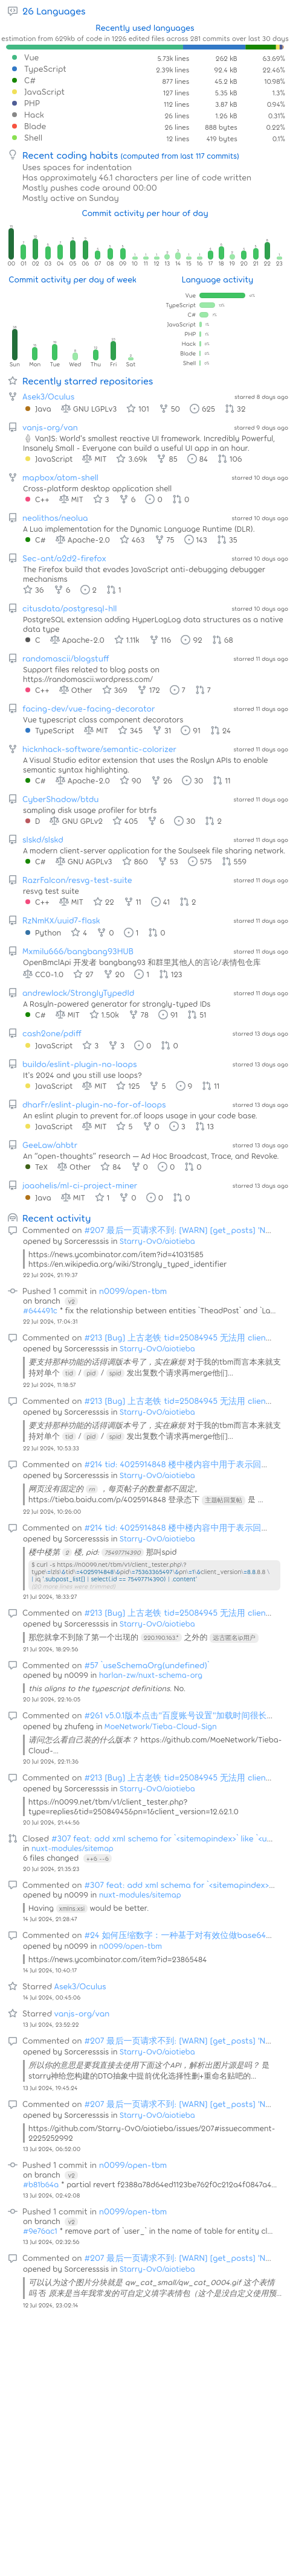 26 Languages
Recently used languages
estimation from 629kb of code in 1226 edited files across 281 commits over last 30 days
Vue 5.73k lines 262 kB 63.69%
TypeScript 2.39k lines 92.4 kB 22.46%
C# 877 lines 45.2 kB 10.98%
JavaScript 127 lines 5.35 kB 1.3%
PHP 112 lines 3.87 kB 0.94%
Hack 26 lines 1.26 kB 0.31%
Blade 26 lines 888 bytes 0.22%
Shell 12 lines 419 bytes 0.1%
Recent coding habits (computed from last 117 commits)
Uses spaces for indentation
Has approximately 46.1 characters per line of code written
Mostly pushes code around 00:00
Mostly active on Sunday
Commit activity per hour of day
00 01 02 03 04 05 06 07 08 09 10 11 12 13 14 15 16 17 18 19 20 21 22 23
Commit activity per day of week
Language activity
Vue
TypeScript
C#
JavaScript
PHP
Hack
Blade
Shell
Sun Mon Tue Wed Thu Fri Sat
Recently starred repositories
Asek3/Oculus starred 8 days ago
Java GNU LGPLv3 101 50 625 32
vuejs-org/vue starred 9 days ago
VanJS: World's smallest reactive UI framework. Incredibly Powerful,
Insanely Small - Everyone can build a useful UI app in an hour.
JavaScript MIT 3.69k 85 84 106
mapbox/atom-shell starred 10 days ago
Cross-platform desktop application shell
C++ MIT 3 6 0 0
neolithos/neolua starred 10 days ago
A Lua implementation for the Dynamic Language Runtime (DLR).
C# Apache-2.0 463 75 143 35
Sec-ant/a2d2-firefox starred 10 days ago
The Firefox build that evades JavaScript anti-debugging debugger
mechanisms
36 6 2 1
citusdata/postgresql-hll starred 10 days ago
PostgreSQL extension adding HyperLogLog data structures as a native
data type
C Apache-2.0 1.11k 116 92 68
randomascii/blogstuff starred 11 days ago
Support files related to blog posts on
https://randomascii.wordpress.com/
C++ Other 369 172 7 7
facing-dev/vue-facing-decorator starred 11 days ago
Vue typescript class component decorators
TypeScript MIT 345 31 91 24
hicknhack-software/semantic-colorizer starred 11 days ago
A Visual Studio editor extension that uses the Roslyn APIs to enable
semantic syntax highlighting.
C# Apache-2.0 90 26 30 11
CyberShadow/btdu starred 11 days ago
sampling disk usage profiler for btrfs
D GNU GPLv2 405 6 30 2
slskd/slskd starred 11 days ago
A modern client-server application for the Soulseek file sharing network.
C# GNU AGPLv3 860 53 575 559
RazrFalcon/resvg-test-suite starred 11 days ago
resvg test suite
C++ MIT 22 11 41 2
RzNmKX/uuid7-flask starred 11 days ago
Python 4 0 1 0
Mxmilu666/bangbang93HUB starred 11 days ago
OpenBmclApi 开发者 bangbang93 和群里其他人的言论/表情包仓库
CC0-1.0 27 20 1 123
andrewlock/StronglyTypedId starred 11 days ago
A Rosyln-powered generator for strongly-typed IDs
C# MIT 1.50k 78 91 51
cash2one/pdiff starred 13 days ago
JavaScript 3 3 0 0
buildo/eslint-plugin-no-loops starred 13 days ago
It's 2024 and you still use loops?
JavaScript MIT 125 5 9 11
dharFr/eslint-plugin-no-for-of-loops starred 13 days ago
An eslint plugin to prevent for..of loops usage in your code base.
JavaScript MIT 5 0 3 13
GeeLaw/ahbtr starred 13 days ago
An "open-thoughts" research — Ad Hoc Broadcast, Trace, and Revoke.
TeX Other 84 0 0 0
joaohelis/ml-ci-project-miner starred 13 days ago
Java MIT 1 0 0 0
Recent activity
Commented on #207 最后一页请求不到: [WARN] [get_posts] 'N...
opened by Sorceresssis in Starry-OvO/aiotieba
https://news.ycombinator.com/item?id=41031585
https://en.wikipedia.org/wiki/Strongly_typed_identifier
22 Jul 2024, 21:19:37
Pushed 1 commit in n0099/open-tbm
on branch v2
#644491c * fix the relationship between entities `TheadPost` and `La...
22 Jul 2024, 17:04:31
Commented on #213 [Bug] 上古老铁 tid=25084945 无法用 clien...
opened by Sorceresssis in Starry-OvO/aiotieba
要支持那种功能的话得调版本号了，实在麻烦 对于我的tbm而言本来就支
持对单个 tid / pid / spid 发出复数个请求再merge他们...
22 Jul 2024, 11:18:57
Commented on #213 [Bug] 上古老铁 tid=25084945 无法用 clien...
opened by Sorceresssis in Starry-OvO/aiotieba
要支持那种功能的话得调版本号了，实在麻烦 对于我的tbm而言本来就支
持对单个 tid / pid / spid 发出复数个请求再merge他们...
22 Jul 2024, 10:53:33
Commented on #214 tid: 4025914848 楼中楼内容中用于表示回...
opened by Sorceresssis in Starry-OvO/aiotieba
网页没有固定的 rn ，每页帖子的数量都不固定。
https://tieba.baidu.com/p/4025914848 登录态下 主题帖回复帖 是 ...
22 Jul 2024, 10:26:00
Commented on #214 tid: 4025914848 楼中楼内容中用于表示回...
opened by Sorceresssis in Starry-OvO/aiotieba
楼中楼第 2 楼, pid 75497714390 那叫spid
21 Jul 2024, 18:33:27
Commented on #213 [Bug] 上古老铁 tid=25084945 无法用 clien...
opened by Sorceresssis in Starry-OvO/aiotieba
那您就拿不到除了第一个出现的 220.190.163.* 之外的 远古匿名ip用户
21 Jul 2024, 18:29:56
Commented on #57 `useSchemaOrg(undefined)`
opened by n0099 in harlan-zw/nuxt-schema-org
this aligns to the typescript definitions. No.
20 Jul 2024, 22:16:05
Commented on #261 v5.0.1版本点击"百度账号设置"加载时间很长...
opened by zhufeng in MoeNetwork/Tieba-Cloud-Sign
请问怎么看自己装的什么版本？ https://github.com/MoeNetwork/Tieba-
Cloud-...
20 Jul 2024, 22:11:36
Commented on #213 [Bug] 上古老铁 tid=25084945 无法用 clien...
opened by Sorceresssis in Starry-OvO/aiotieba
https://n0099.net/tbm/v1/client_tester.php?
type=replies&tid=25084945&pn=1&client_version=12.62.1.0
20 Jul 2024, 21:44:56
Closed #307 feat: add xml schema for `<sitemapindex>` like `<u...
in nuxt-modules/sitemap
6 files changed ++6 --6
20 Jul 2024, 21:35:23
Commented on #307 feat: add xml schema for `<sitemapindex>...
opened by n0099 in nuxt-modules/sitemap
Having xmlns:xsi would be better.
14 Jul 2024, 21:28:47
Commented on #24 如何压缩数字：一种基于对有效位做base64...
opened by n0099 in n0099/open-tbm
https://news.ycombinator.com/item?id=23865484
14 Jul 2024, 10:40:17
Starred Asek3/Oculus
14 Jul 2024, 00:45:06
Starred vanjs-org/van
13 Jul 2024, 23:52:22
Commented on #207 最后一页请求不到: [WARN] [get_posts] 'N...
opened by Sorceresssis in Starry-OvO/aiotieba
所以你的意思是要我直接去使用下面这个API，解析出图片源是吗？ 是
starry神给您构建的DTO抽象中提前优化选择性删+重命名贴吧的...
13 Jul 2024, 19:45:24
Commented on #207 最后一页请求不到: [WARN] [get_posts] 'N...
opened by Sorceresssis in Starry-OvO/aiotieba
https://github.com/Starry-OvO/aiotieba/issues/207#issuecomment-
2225252992
13 Jul 2024, 06:52:00
Pushed 1 commit in n0099/open-tbm
on branch v2
#b81b64a * partial revert f2388a78d64ed1123be762f0c212a4f0847a4...
13 Jul 2024, 02:42:08
Pushed 1 commit in n0099/open-tbm
on branch v2
#9e76ac1 * remove part of `user_` in the name of table for entity cl...
13 Jul 2024, 02:32:56
Commented on #207 最后一页请求不到: [WARN] [get_posts] 'N...
opened by Sorceresssis in Starry-OvO/aiotieba
可以认为这个图片分块就是 qw_cat_small/qw_cat_0004.gif 这个表情
吗 否 原来是当年我常发的可自定义填字表情包（这个是没自定义使用预...
12 Jul 2024, 23:02:14